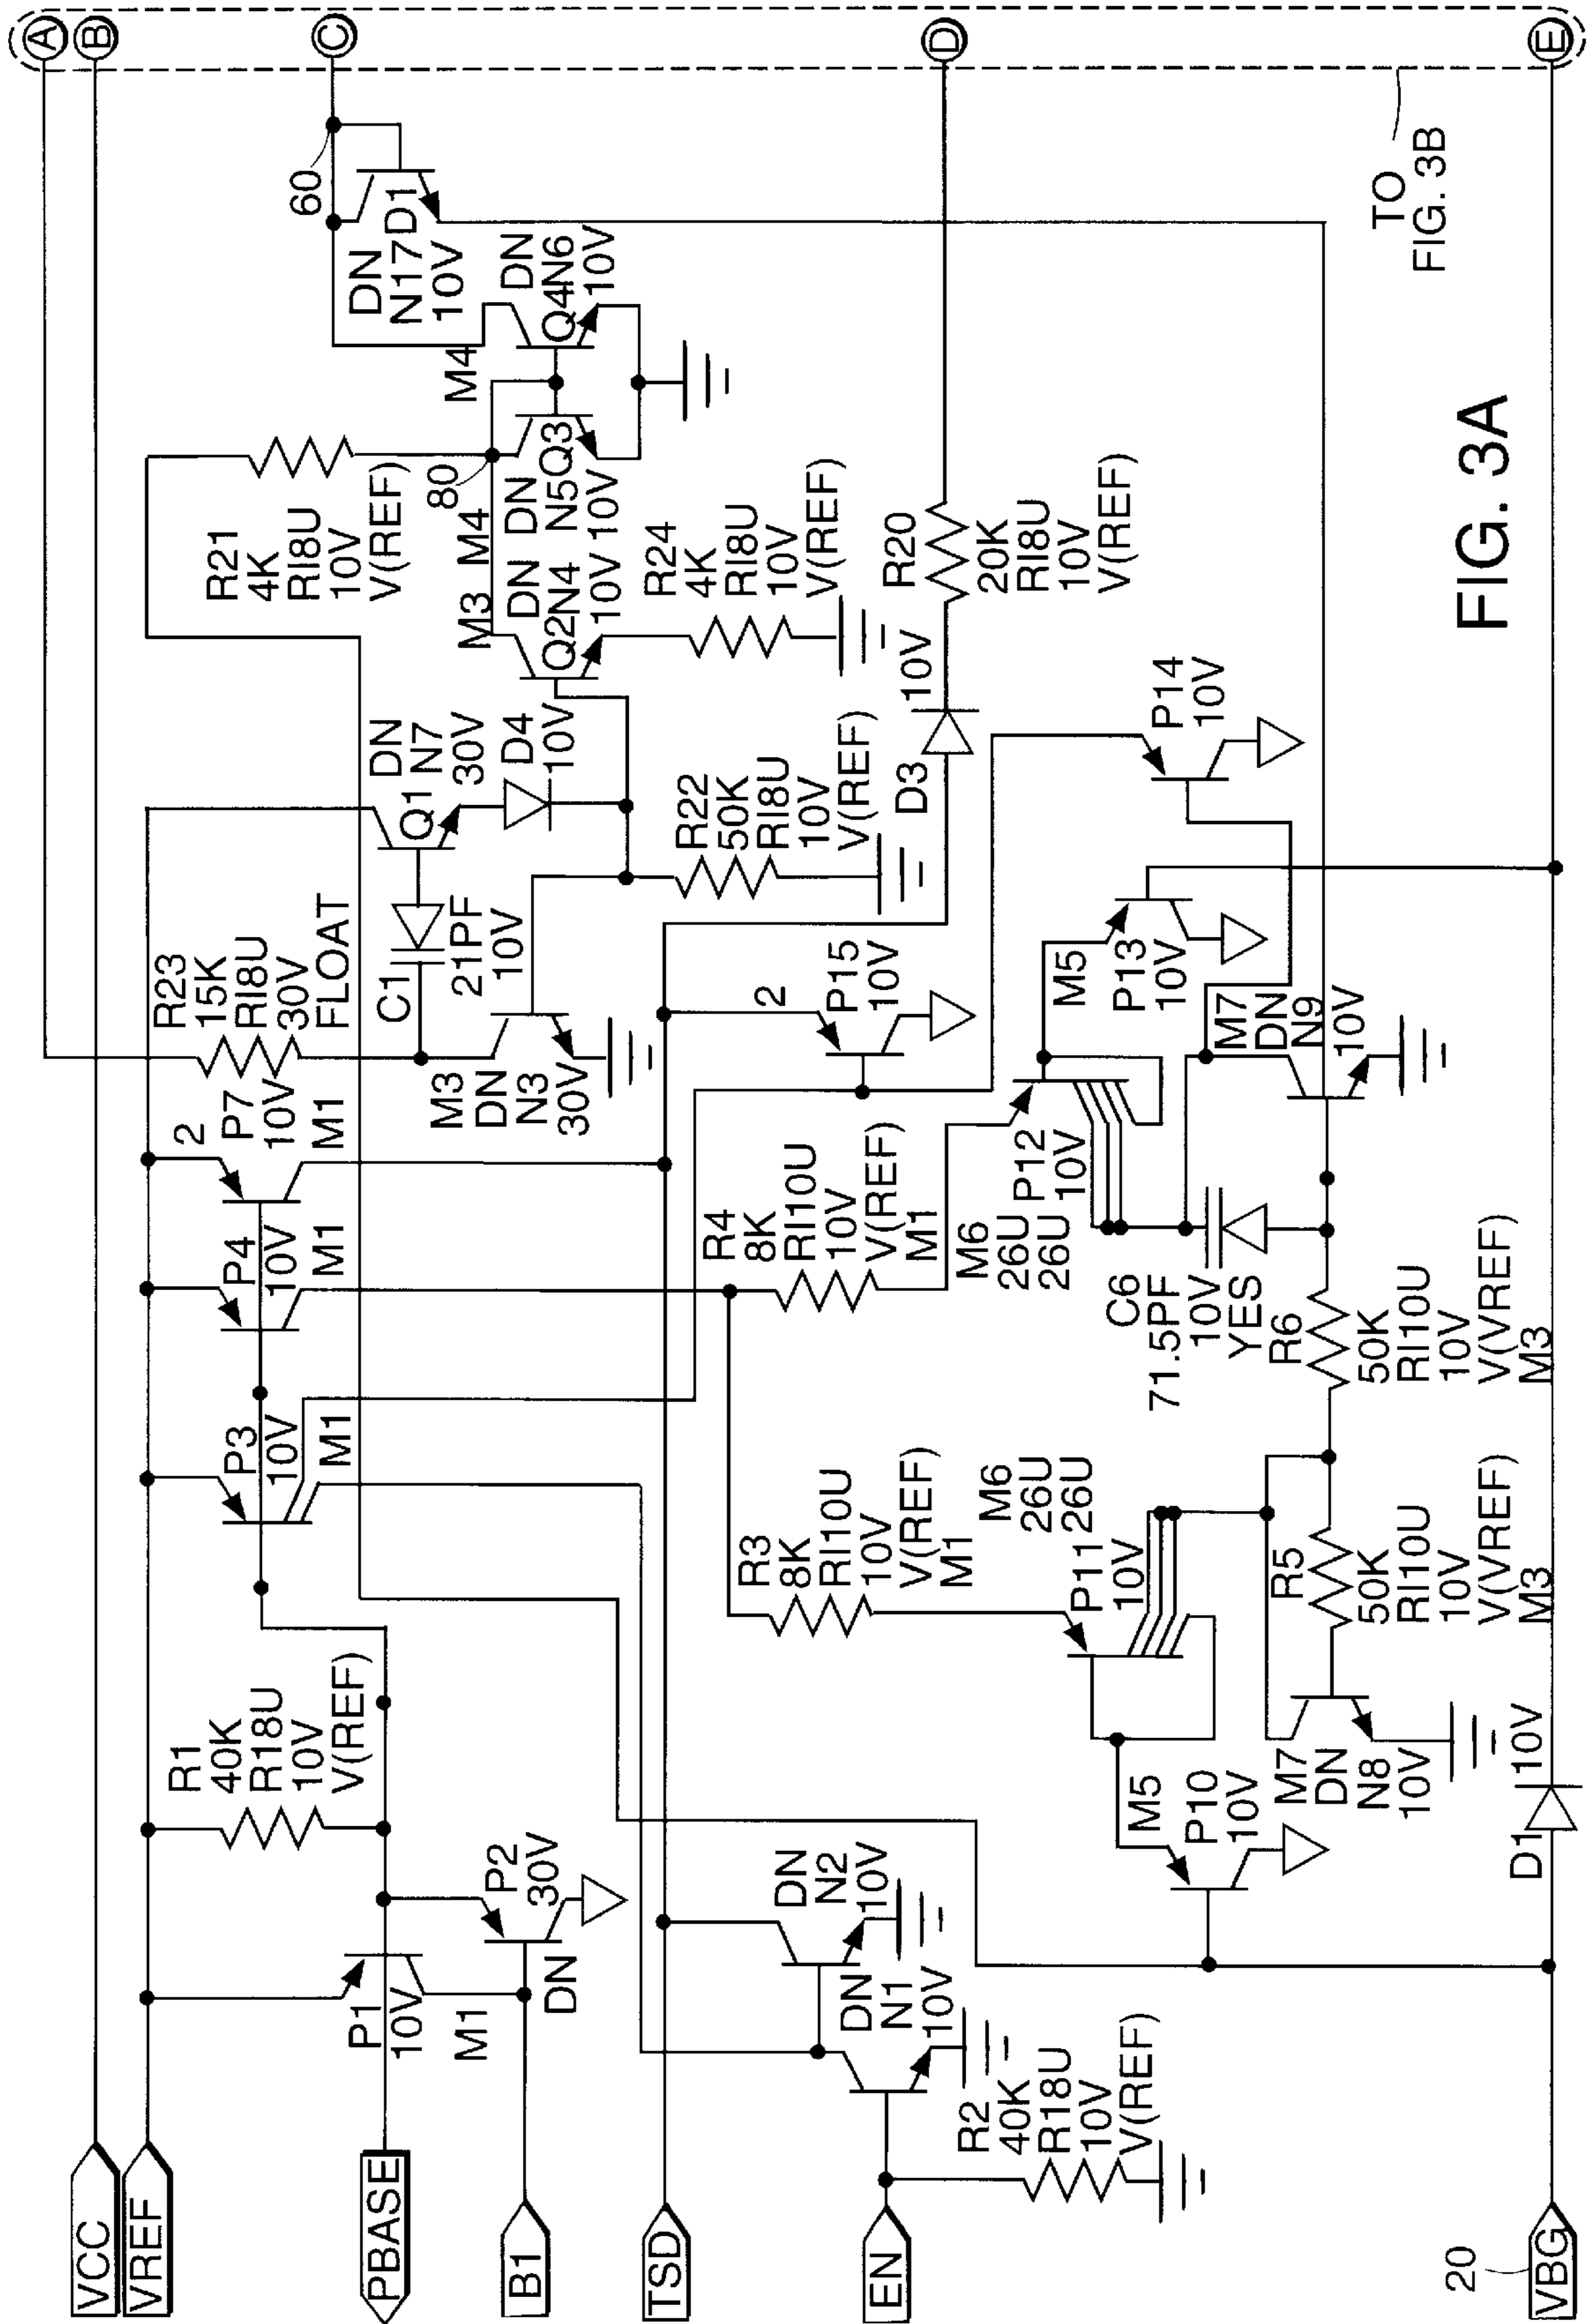 A
B
C
D
E
VCC
VREF
PBASE
B1
TSD
EN
20
VBG
R1
40K
R18U
10V
V(REF)
P1
10V
M1
P2
30V
DN
P3
10V
M1
P4
10V
M1
2
P7
10V
M1
R23
15K
RI8U
30V
FLOAT
C1
21PF
10V
M3
DN
N3
30V
DN
N7
30V
Q1
D4
10V
R21
4K
RI8U
10V
V(REF)
80
M3
M4
M4
DN
Q2
N4
10V
DN
N5
Q3
10V
DN
Q4
N6
10V
60
DN
N17
10V
D1
R24
4K
RI8U
10V
V(REF)
R22
50K
RI8U
10V
V(REF)
D3
10V
R20
20K
RI8U
10V
V(REF)
2
P15
10V
P14
10V
M5
P13
10V
R4
8K
RI10U
10V
V(REF)
M1
P12
10V
M6
26U
26U
C6
71.5PF
10V
YES
M7
DN
N9
10V
R6
50K
RI10U
10V
V(VREF)
M3
R3
8K
RI10U
10V
V(REF)
M1
M6
26U
26U
P11
10V
R5
50K
RI10U
10V
V(VREF)
M3
M5
P10
10V
M7
DN
N8
10V
DN
N2
10V
DN
N1
10V
R2
40K
R18U
10V
V(REF)
D1
10V
TO
FIG. 3B
FIG. 3A